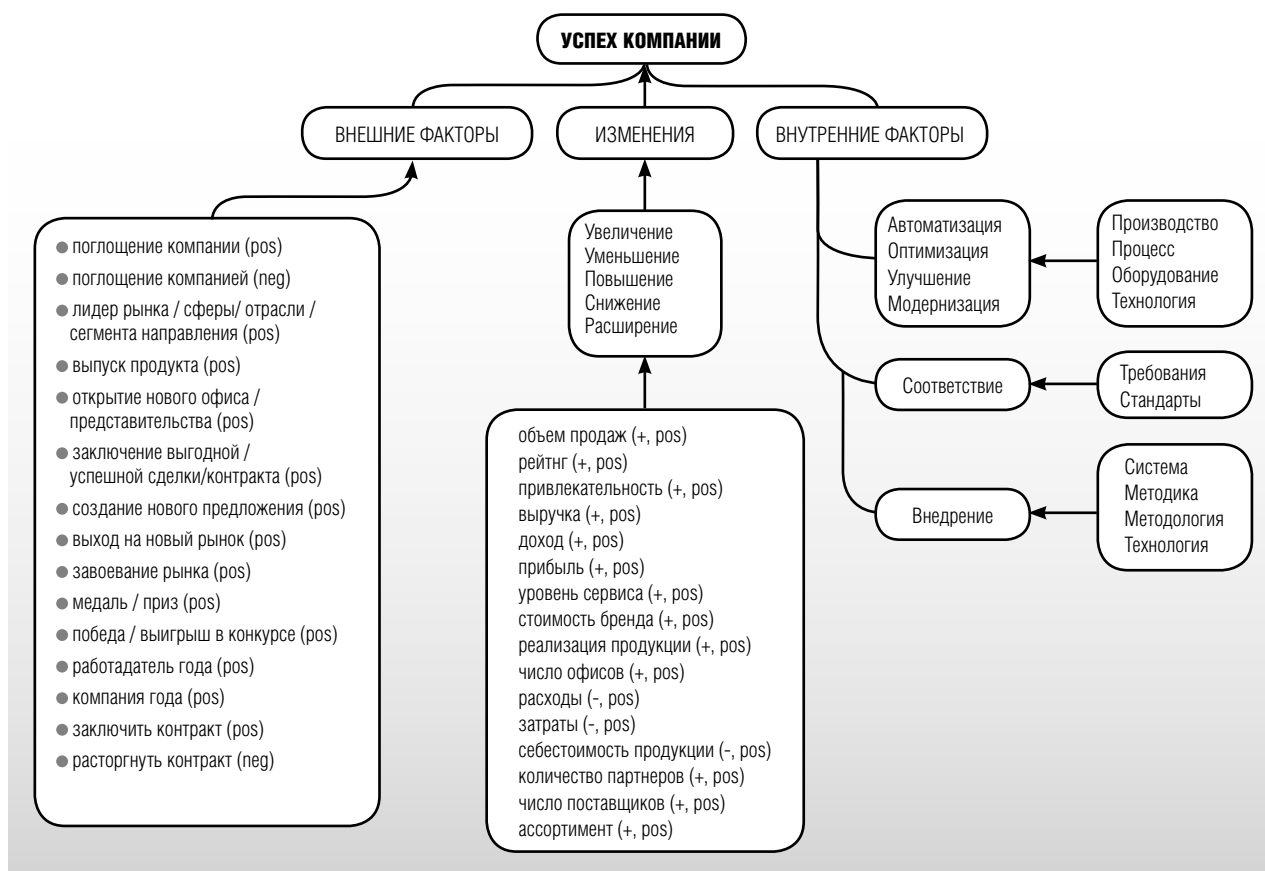 УСПЕХ КОМПАНИИ
ВНЕШНИЕ ФАКТОРЫ
ИЗМЕНЕНИЯ
ВНУТРЕННИЕ ФАКТОРЫ
поглощение компании (pos)
поглощение компанией (neg)
лидер рынка / сферы/ отрасли /
сегмента направления (pos)
выпуск продукта (pos)
открытие нового офиса /
представительства (pos)
заключение выгодной /
успешной сделки/контракта (pos)
создание нового предложения (pos)
выход на новый рынок (pos)
завоевание рынка (pos)
медаль / приз (pos)
победа / выигрыш в конкурсе (pos)
работадатель года (pos)
компания года (pos)
заключить контракт (pos)
расторгнуть контракт (neg)
Увеличение
Уменьшение
Повышение
Снижение
Расширение
объем продаж (+, pos)
рейтнг (+, pos)
привлекательность (+, pos)
выручка (+, pos)
доход (+, pos)
прибыль (+, pos)
уровень сервиса (+, pos)
стоимость бренда (+, pos)
реализация продукции (+, pos)
число офисов (+, pos)
расходы (-, pos)
затраты (-, pos)
себестоимость продукции (-, pos)
количество партнеров (+, pos)
число поставщиков (+, pos)
ассортимент (+, pos)
Автоматизация
Оптимизация
Улучшение
Модернизация
Производство
Процесс
Оборудование
Технология
Соответствие
Требования
Стандарты
Внедрение
Система
Методика
Методология
Технология